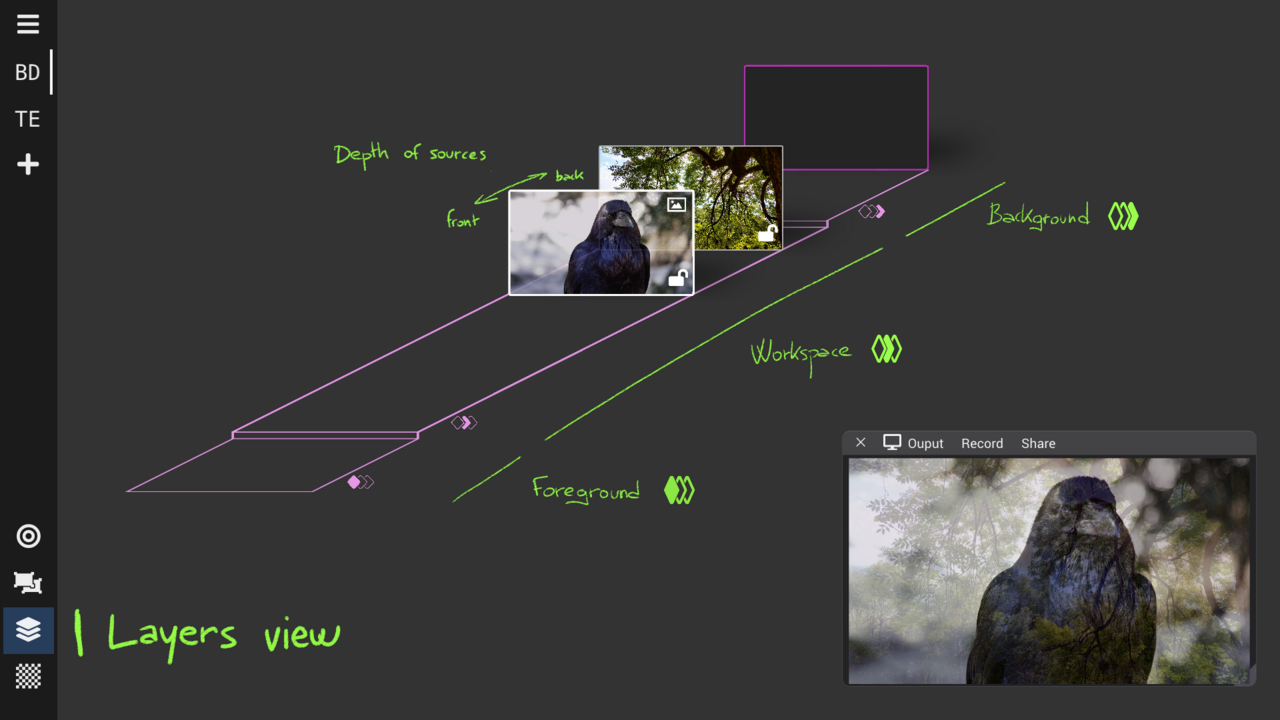 BD
TE
Depth of sources
back
front
Background
Workspace
Ouput Record Share
Foreground
Layers view